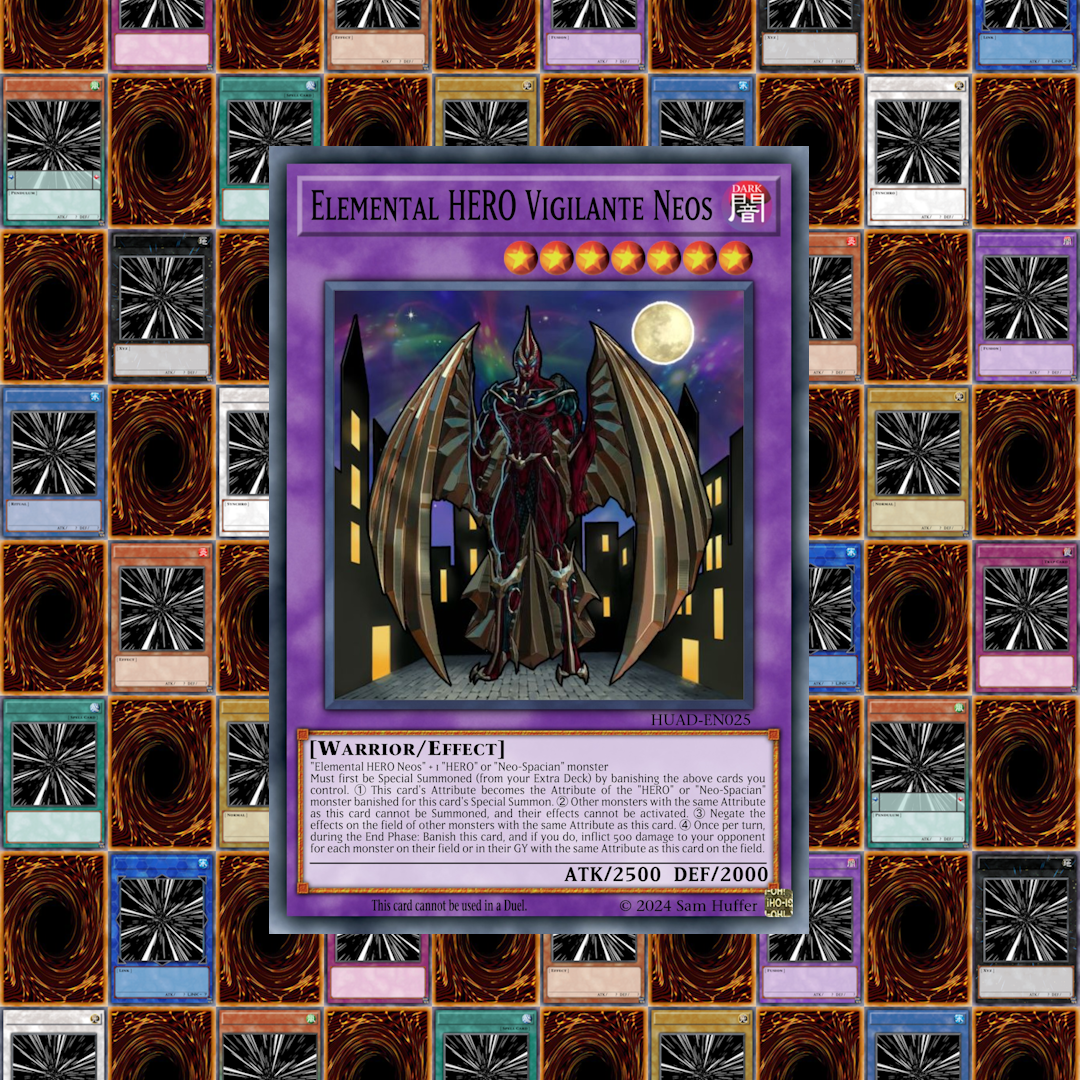 Elemental HERO Vigilante Neos
DARK
闇
HUAD-EN025
[Warrior/Effect]
"Elemental HERO Neos" + 1 "HERO" or "Neo-Spacian" monster
Must first be Special Summoned (from your Extra Deck) by banishing the above cards you
control. ① This card's Attribute becomes the Attribute of the "HERO" or "Neo-Spacian"
monster banished for this card's Special Summon. ② Other monsters with the same Attribute
as this card cannot be Summoned, and their effects cannot be activated. ③ Negate the
effects on the field of other monsters with the same Attribute as this card. ④ Once per turn,
during the End Phase: Banish this card, and if you do, inflict 500 damage to your opponent
for each monster on their field or in their GY with the same Attribute as this card on the field.
ATK/2500 DEF/2000
This card cannot be used in a Duel.
© 2024 Sam Huffer